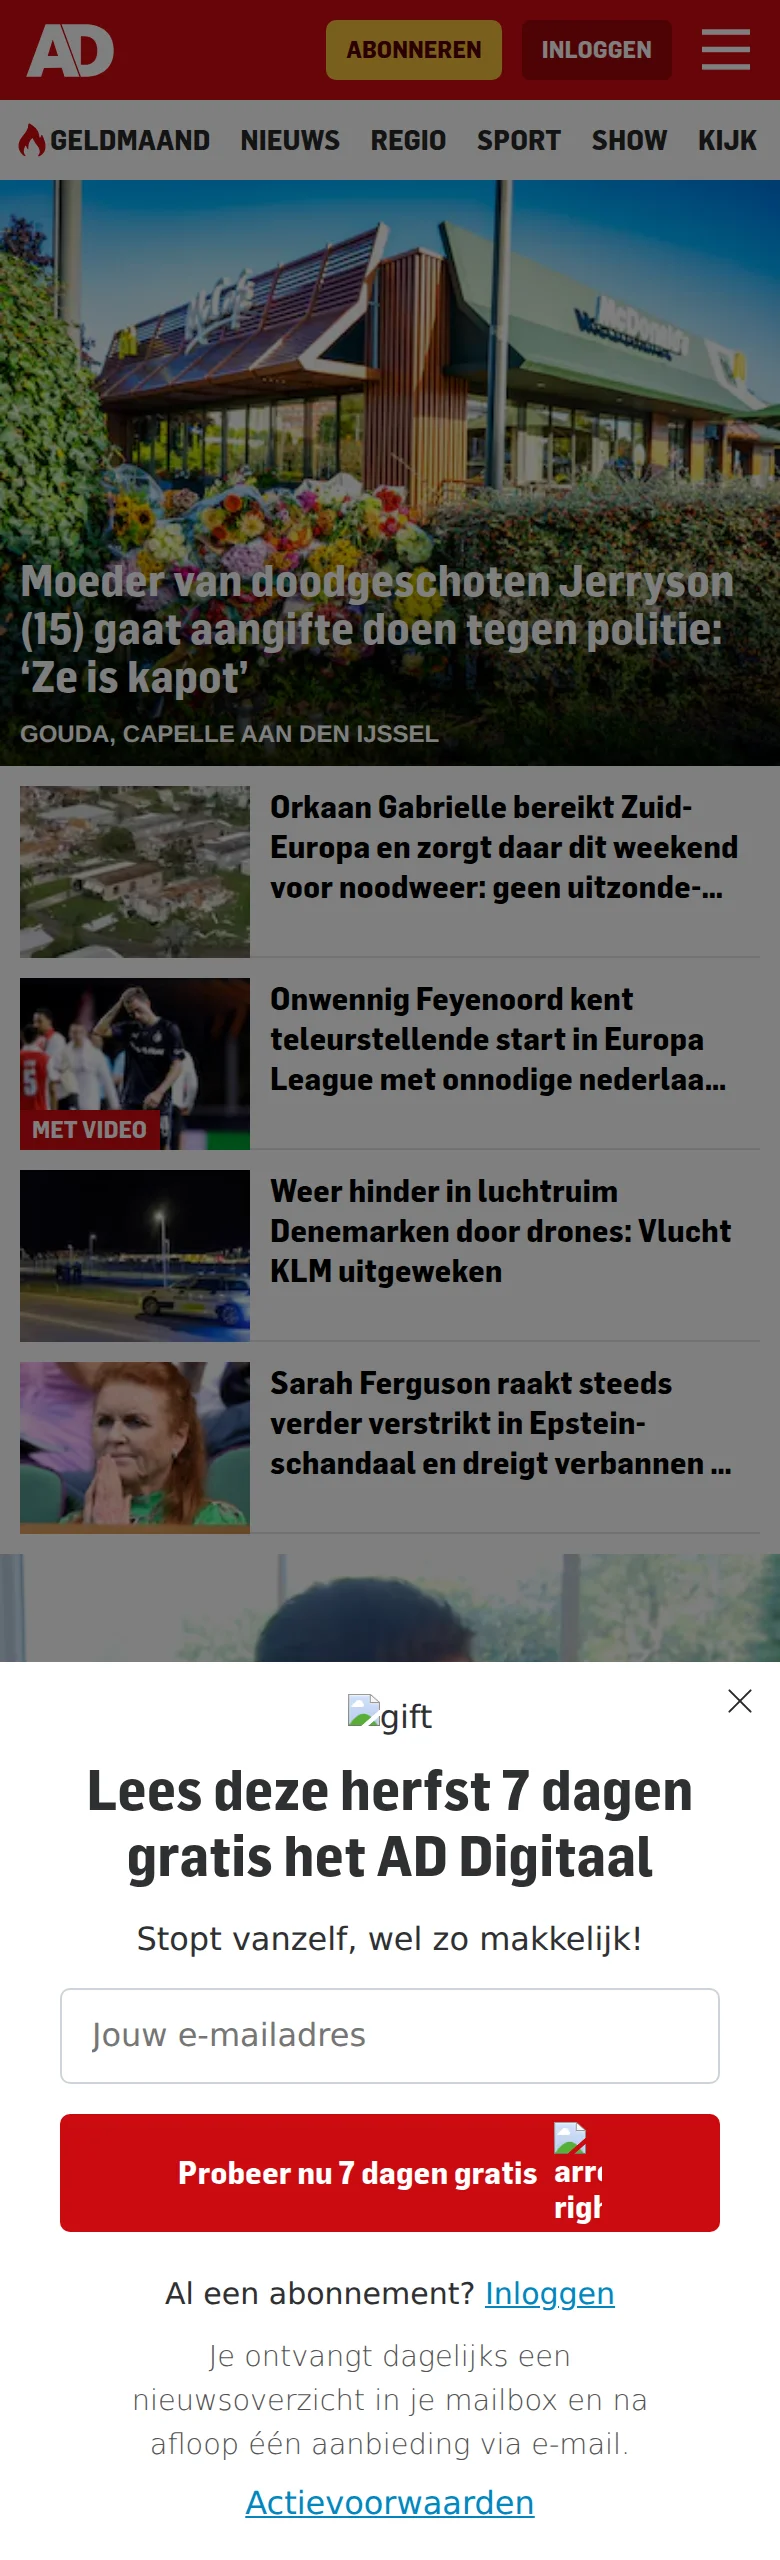 AD
ABONNEREN
INLOGGEN
GELDMAAND NIEUWS REGIO SPORT SHOW KIJK
McDonald's
Moeder van doodgeschoten Jerryson
(15) gaat aangifte doen tegen politie:
‘Ze is kapot’
GOUDA, CAPELLE AAN DEN IJSSEL
Orkaan Gabrielle bereikt Zuid-
Europa en zorgt daar dit weekend
voor noodweer: geen uitzonde-...
Onwennig Feyenoord kent
teleurstellende start in Europa
League met onnodige nederlaa...
MET VIDEO
Weer hinder in luchtruim
Denemarken door drones: Vlucht
KLM uitgeweken
Sarah Ferguson raakt steeds
verder verstrikt in Epstein-
schandaal en dreigt verbannen ...
gift
Lees deze herfst 7 dagen
gratis het AD Digitaal
Stopt vanzelf, wel zo makkelijk!
Jouw e-mailadres
Probeer nu 7 dagen gratis
Al een abonnement? Inloggen
Je ontvangt dagelijks een
nieuwsoverzicht in je mailbox en na
afloop één aanbieding via e-mail.
Actievoorwaarden